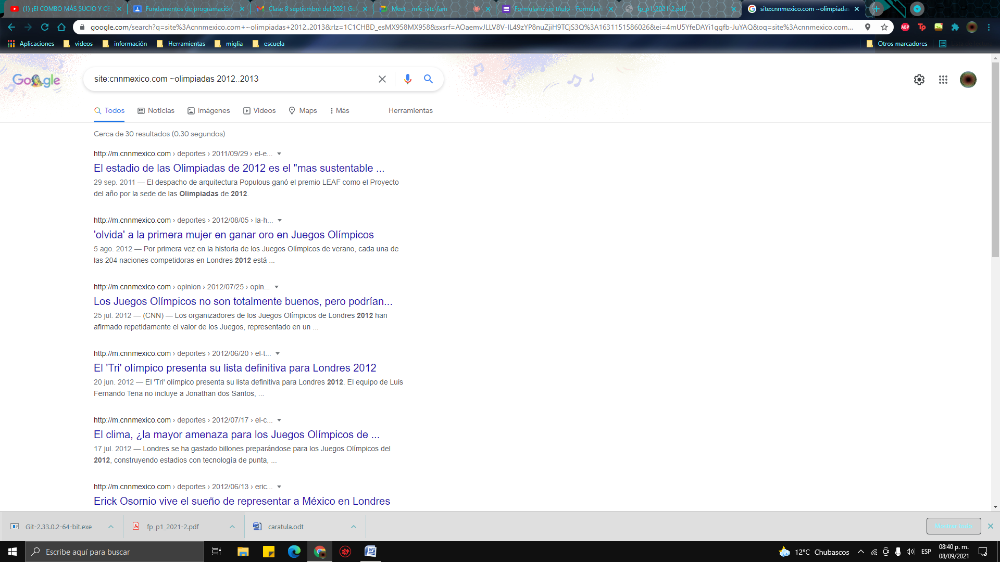 (1) ¡El COMBO MÁS SUCIO Y CE
Fundamentos de programación
Clase 8 septiembre del 2021 Gu
Meet - mfe-ivtc-fam
Formulario sin título - Formular
fp_p1_2021-2.pdf
site:cnnmexico.com ~olimpiadas
google.com/search?q=site%3Acnnmexico.com+~olimpiadas+2012..2013&rlz=1C1CHBD_esMX958MX958&sxsrf=AOaemvJLLV8V-lL49zYP8nuZjiH9TCjS3Q%3A1631151586026&ei=4mU5YfeDAYi1ggfb-JuYAQ&oq=site%3Acnnmexico.com...
Aplicaciones videos información Herramientas miglia escuela Otros marcadores
Google
site:cnnmexico.com ~olimpiadas 2012..2013
Todos Noticias Imágenes Videos Maps Más Herramientas
Cerca de 30 resultados (0.30 segundos)
http://m.cnnmexico.com › deportes › 2011/09/29 › el-e...
El estadio de las Olimpiadas de 2012 es el "mas sustentable ...
29 sep. 2011 — El despacho de arquitectura Populous ganó el premio LEAF como el Proyecto
del año por la sede de las Olimpiadas de 2012.
http://m.cnnmexico.com › deportes › 2012/08/05 › la-h...
'olvida' a la primera mujer en ganar oro en Juegos Olímpicos
5 ago. 2012 — Por primera vez en la historia de los Juegos Olímpicos de verano, cada una de
las 204 naciones competidoras en Londres 2012 está ...
http://m.cnnmexico.com › opinion › 2012/07/25 › opin...
Los Juegos Olímpicos no son totalmente buenos, pero podrían...
25 jul. 2012 — (CNN) — Los organizadores de los Juegos Olímpicos de Londres 2012 han
afirmado repetidamente el valor de los Juegos, representado en un ...
http://m.cnnmexico.com › deportes › 2012/06/20 › el-t...
El 'Tri' olímpico presenta su lista definitiva para Londres 2012
20 jun. 2012 — El 'Tri' olímpico presenta su lista definitiva para Londres 2012. El equipo de Luis
Fernando Tena no incluye a Jonathan dos Santos, ...
http://m.cnnmexico.com › deportes › 2012/07/17 › el-c...
El clima, ¿la mayor amenaza para los Juegos Olímpicos de ...
17 jul. 2012 — Londres se ha gastado billones preparándose para los Juegos Olímpicos del
2012, construyendo estadios con tecnología de punta, ...
http://m.cnnmexico.com › deportes › 2012/06/13 › eric...
Erick Osornio vive el sueño de representar a México en Londres
Git-2.33.0.2-64-bit.exe
fp_p1_2021-2.pdf
caratula.odt
Mostrar todo
Escribe aquí para buscar
12°C Chubascos
ESP
08:40 p. m.
08/09/2021